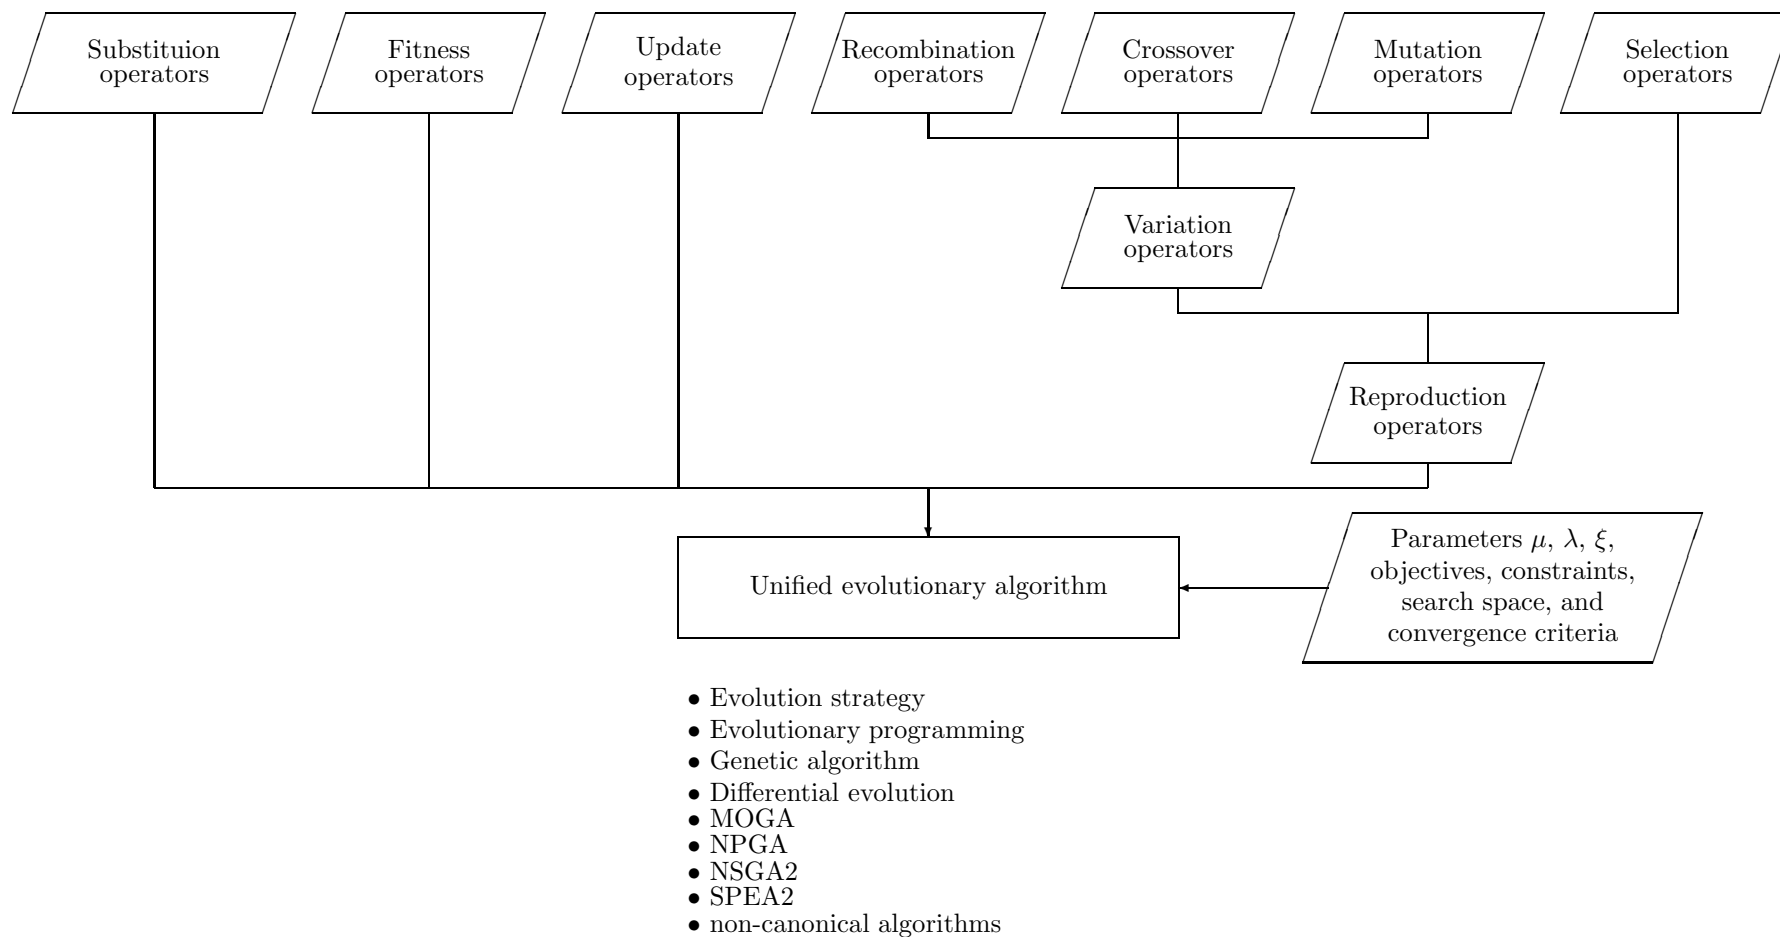 Substituion
operators
Fitness
operators
Update
operators
Recombination
operators
Crossover
operators
Mutation
operators
Selection
operators
Variation
operators
Reproduction
operators
Unified evolutionary algorithm
Parameters μ, λ, ξ,
objectives, constraints,
search space, and
convergence criteria
• Evolution strategy
• Evolutionary programming
• Genetic algorithm
• Differential evolution
• MOGA
• NPGA
• NSGA2
• SPEA2
• non-canonical algorithms